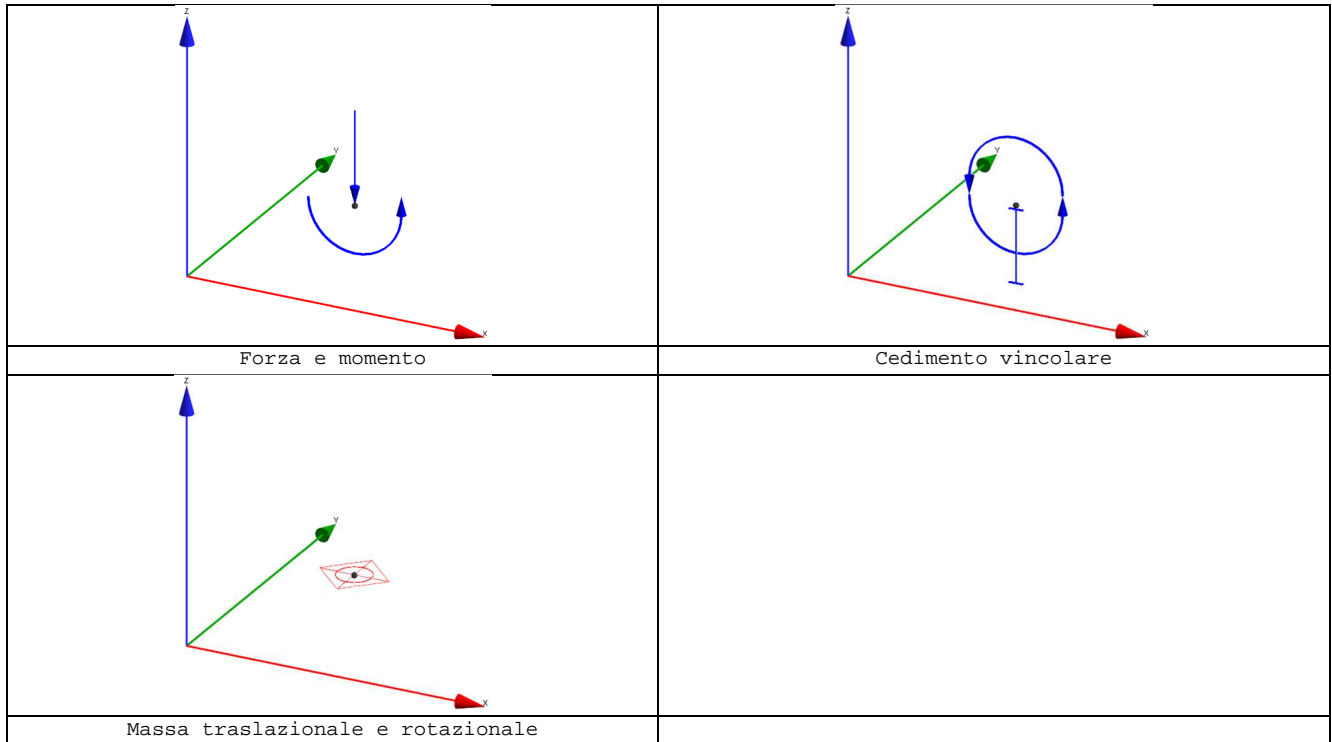 Z
Y
X
Forza e momento
Z
Y
X
Cedimento vincolare
Z
Y
X
Massa traslazionale e rotazionale